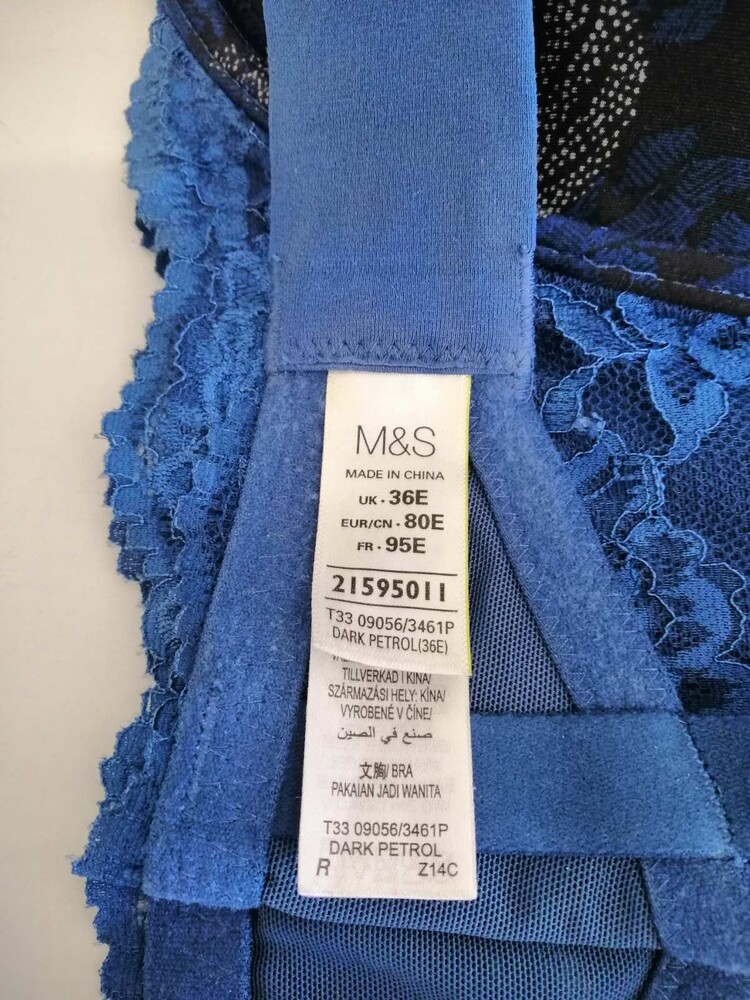 M&S
MADE IN CHINA
UK · 36E
EUR/CN · 80E
FR · 95E
21595011
T33 09056/3461P
DARK PETROL(36E)
TILLVERKAD I KINA/
SZÁRMAZÁSI HELY: KÍNA/
VYROBENÉ V ČÍNE/
صنع في الصين
文胸/ BRA
PAKAIAN JADI WANITA
T33 09056/3461P
DARK PETROL
R Z14C